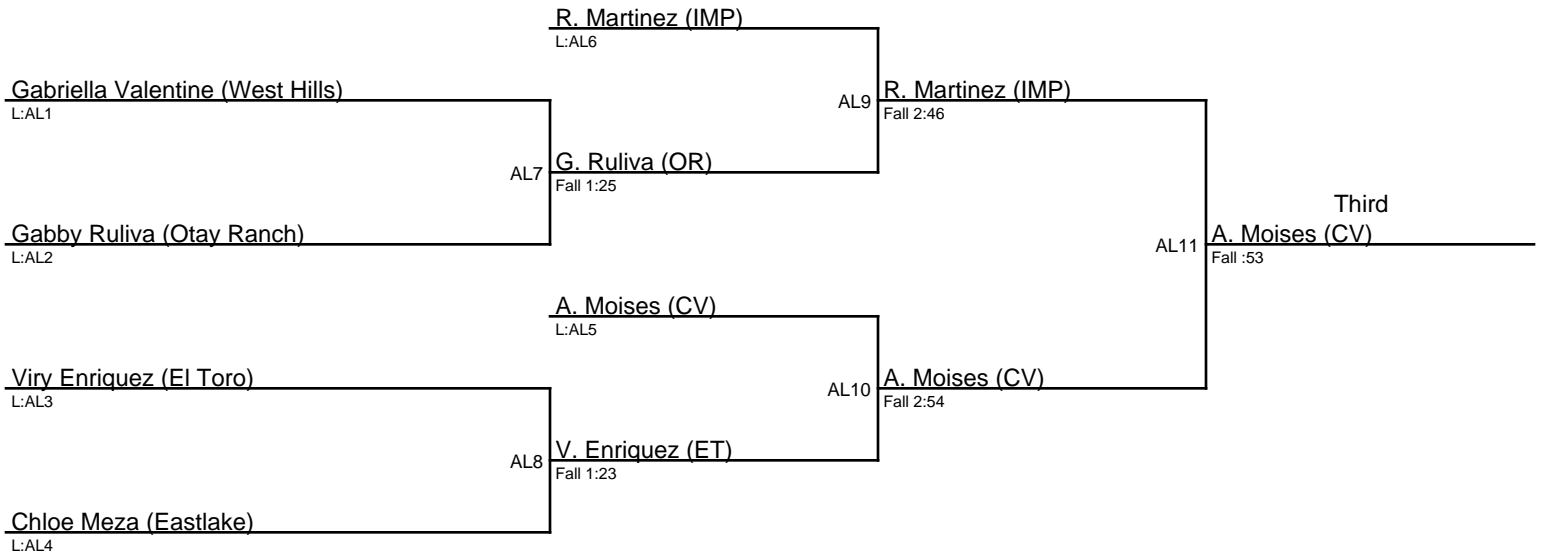 R. Martinez (IMP)
L:AL6
Gabriella Valentine (West Hills)
L:AL1
AL9
R. Martinez (IMP)
Fall 2:46
AL7
G. Ruliva (OR)
Fall 1:25
Third
Gabby Ruliva (Otay Ranch)
L:AL2
AL11
A. Moises (CV)
Fall :53
A. Moises (CV)
L:AL5
Viry Enriquez (El Toro)
L:AL3
AL10
A. Moises (CV)
Fall 2:54
AL8
V. Enriquez (ET)
Fall 1:23
Chloe Meza (Eastlake)
L:AL4